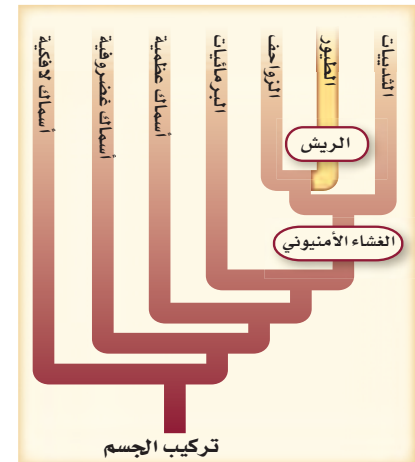 الثدييات
الطيور
الزواحف
البرمائيات
أسماك عظمية
أسماك غضروفية
أسماك لافكية
الريش
الغشاء الأمنيوني
تركيب الجسم